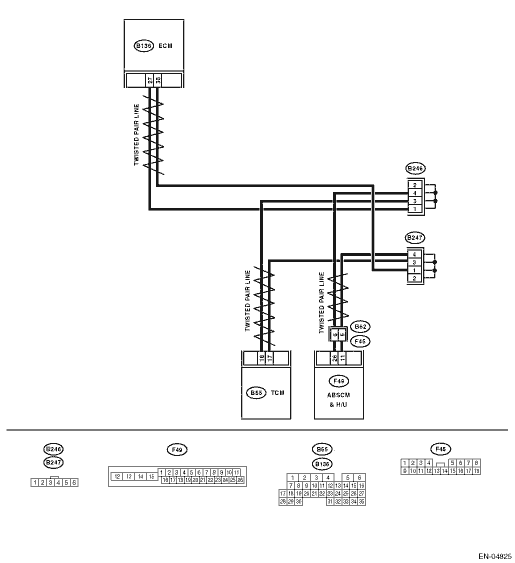 B136 ECM
27 30
TWISTED PAIR LINE
B246
2
4
3
1
B247
4
3
1
2
TWISTED PAIR LINE
TWISTED PAIR LINE
B62
F45
18 17
26 11
B55 TCM
F49
ABSCM
& H/U
B246
B247
1 2 3 4 5 6
F49
1 2 3 4 5 6 7 8 9 10 11
12 13 14 15
16 17 18 19 20 21 22 23 24 25 26
B55
B136
1 2 3 4 5 6
7 8 9 10 11 12 13 14 15 16
17 18 19 20 21 22 23 24 25 26 27
28 29 30 31 32 33 34 35
F45
1 2 3 4 5 6 7 8
9 10 11 12 13 14 15 16 17 18
EN-04825